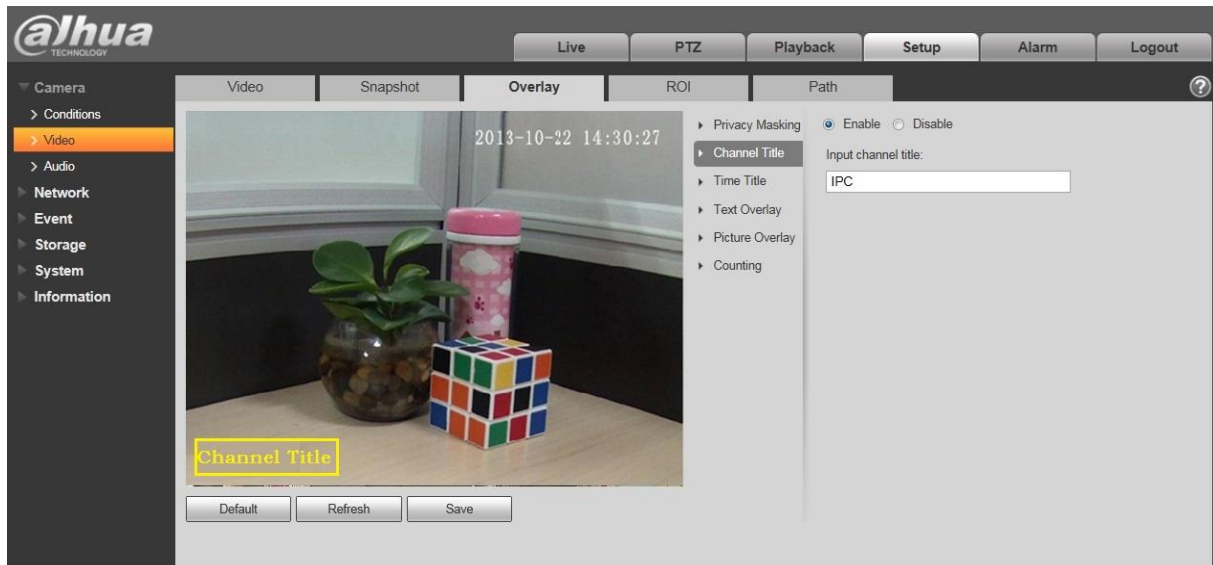 alhua
TECHNOLOGY
Live PTZ Playback Setup Alarm Logout
Camera
Conditions
Video
Audio
Network
Event
Storage
System
Information
Video Snapshot Overlay ROI Path
?
2013-10-22 14:30:27
Channel Title
Default Refresh Save
Privacy Masking
Channel Title
Time Title
Text Overlay
Picture Overlay
Counting
Enable Disable
Input channel title:
IPC